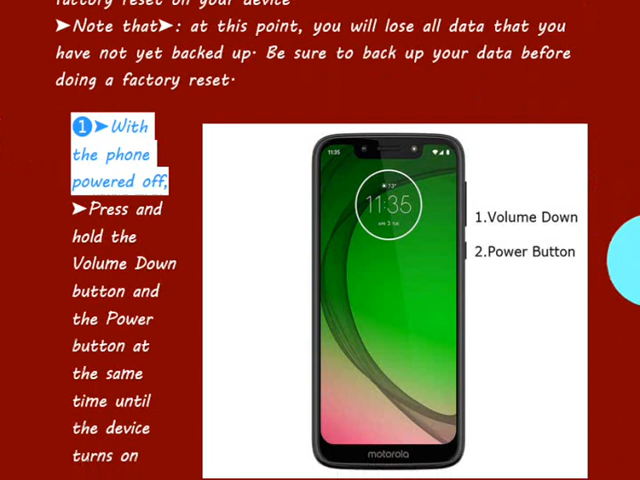 factory reset on your device
➤Note that➤: at this point, you will lose all data that you
have not yet backed up. Be sure to back up your data before
doing a factory reset.
❶➤With
the phone
powered off,
➤Press and
hold the
Volume Down
button and
the Power
button at
the same
time until
the device
turns on
11:35
73°
11:35
1.Volume Down
2.Power Button
motorola